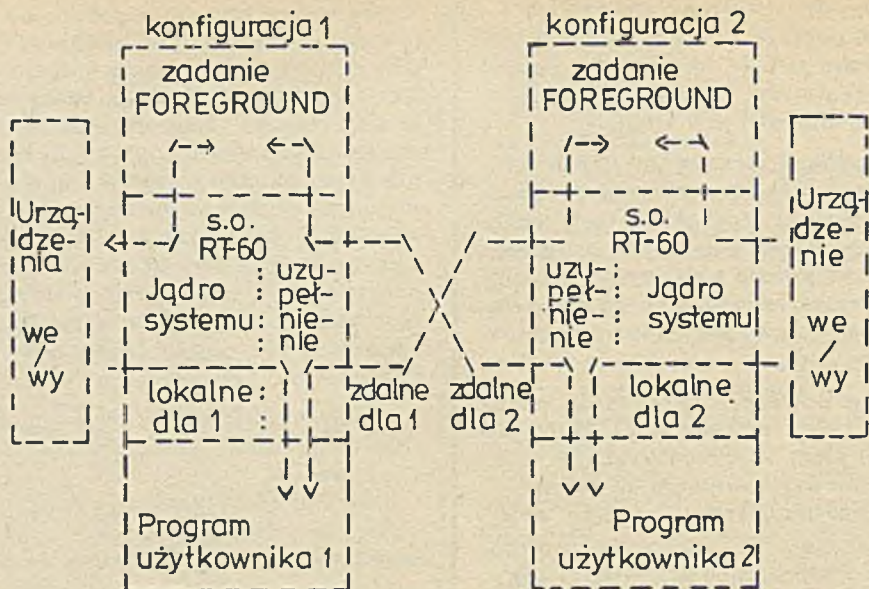 konfiguracja 1
zadanie
FOREGROUND
Urzą-
dze-
nia
we
/
wy
s.o.
RT-60
Jądro
systemu
:
:
:
:
uzu-
peł-
nie-
nie
lokalne :
dla 1 :
zdalne
dla 1
Program
użytkownika 1
konfiguracja 2
zadanie
FOREGROUND
s.o.
RT-60
uzu-
peł-
nie-
nie
:
:
:
:
Jądro
systemu
zdalne
dla 2
lokalne
dla 2
Program
użytkownika 2
Urzą-
dze-
nie
we
/
wy